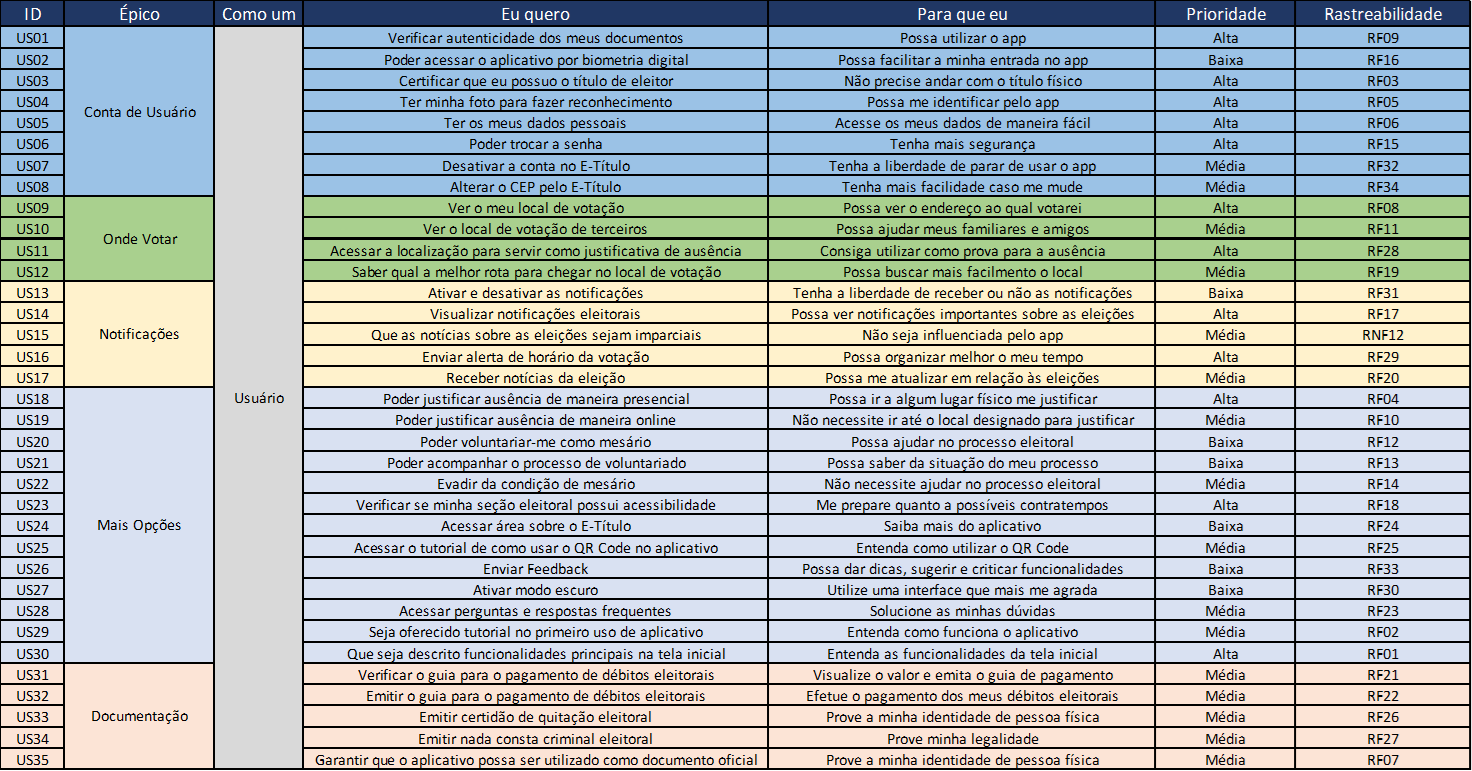 ID Épico Como um Eu quero Para que eu Prioridade Rastreabilidade
US01 Verificar autenticidade dos meus documentos Possa utilizar o app Alta RF09
US02 Poder acessar o aplicativo por biometria digital Possa facilitar a minha entrada no app Baixa RF16
US03 Certificar que eu possuo o título de eleitor Não precise andar com o título físico Alta RF03
US04 Ter minha foto para fazer reconhecimento Possa me identificar pelo app Alta RF05
Conta de Usuário
US05 Ter os meus dados pessoais Acesse os meus dados de maneira fácil Alta RF06
US06 Poder trocar a senha Tenha mais segurança Alta RF15
US07 Desativar a conta no E-Título Tenha a liberdade de parar de usar o app Média RF32
US08 Alterar o CEP pelo E-Título Tenha mais facilidade caso me mude Média RF34
US09 Ver o meu local de votação Possa ver o endereço ao qual votarei Alta RF08
US10 Ver o local de votação de terceiros Possa ajudar meus familiares e amigos Média RF11
Onde Votar
US11 Acessar a localização para servir como justificativa de ausência Consiga utilizar como prova para a ausência Alta RF28
US12 Saber qual a melhor rota para chegar no local de votação Possa buscar mais facilmento o local Média RF19
US13 Ativar e desativar as notificações Tenha a liberdade de receber ou não as notificações Baixa RF31
US14 Visualizar notificações eleitorais Possa ver notificações importantes sobre as eleições Alta RF17
US15 Notificações Que as notícias sobre as eleições sejam imparciais Não seja influenciada pelo app Média RNF12
US16 Enviar alerta de horário da votação Possa organizar melhor o meu tempo Alta RF29
US17 Receber notícias da eleição Possa me atualizar em relação às eleições Média RF20
US18 Usuário Poder justificar ausência de maneira presencial Possa ir a algum lugar físico me justificar Alta RF04
US19 Poder justificar ausência de maneira online Não necessite ir até o local designado para justificar Média RF10
US20 Poder voluntariar-me como mesário Possa ajudar no processo eleitoral Baixa RF12
US21 Poder acompanhar o processo de voluntariado Possa saber da situação do meu processo Baixa RF13
US22 Evadir da condição de mesário Não necessite ajudar no processo eleitoral Média RF14
US23 Verificar se minha seção eleitoral possui acessibilidade Me prepare quanto a possíveis contratempos Alta RF18
US24 Mais Opções Acessar área sobre o E-Título Saiba mais do aplicativo Baixa RF24
US25 Acessar o tutorial de como usar o QR Code no aplicativo Entenda como utilizar o QR Code Média RF25
US26 Enviar Feedback Possa dar dicas, sugerir e criticar funcionalidades Baixa RF33
US27 Ativar modo escuro Utilize uma interface que mais me agrada Baixa RF30
US28 Acessar perguntas e respostas frequentes Solucione as minhas dúvidas Média RF23
US29 Seja oferecido tutorial no primeiro uso de aplicativo Entenda como funciona o aplicativo Média RF02
US30 Que seja descrito funcionalidades principais na tela inicial Entenda as funcionalidades da tela inicial Alta RF01
US31 Verificar o guia para o pagamento de débitos eleitorais Visualize o valor e emita o guia de pagamento Média RF21
US32 Emitir o guia para o pagamento de débitos eleitorais Efetue o pagamento dos meus débitos eleitorais Média RF22
US33 Documentação Emitir certidão de quitação eleitoral Prove a minha identidade de pessoa física Média RF26
US34 Emitir nada consta criminal eleitoral Prove minha legalidade Média RF27
US35 Garantir que o aplicativo possa ser utilizado como documento oficial Prove a minha identidade de pessoa física Média RF07